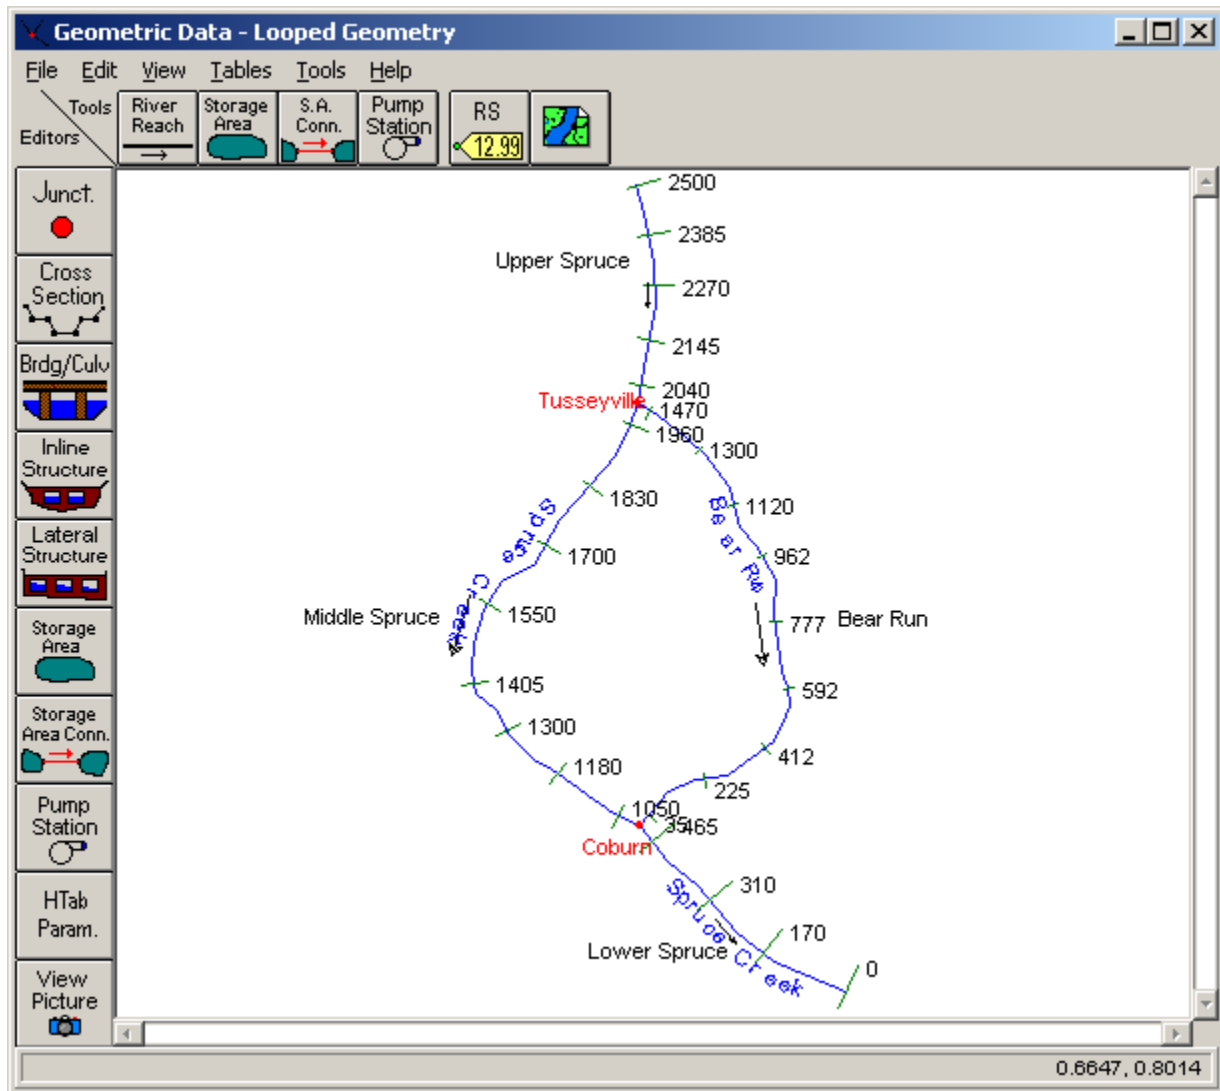 Geometric Data - Looped Geometry
File Edit View Tables Tools Help
Tools
Editors
River Reach
Storage Area
S.A. Conn.
Pump Station
RS
12.99
Junct.
Cross Section
Brdg/Culv
Inline Structure
Lateral Structure
Storage Area
Storage Area Conn.
Pump Station
HTab Param.
View Picture
2500
2385
Upper Spruce
2270
2145
2040
Tusseyville
1470
1960
1300
1830
1120
Spruce Creek
Bear Run
1700
962
1550
Middle Spruce
777
Bear Run
1405
592
1300
412
1180
225
1050
35
465
Coburn
310
Spruce Creek
170
Lower Spruce
0
0.6647, 0.8014